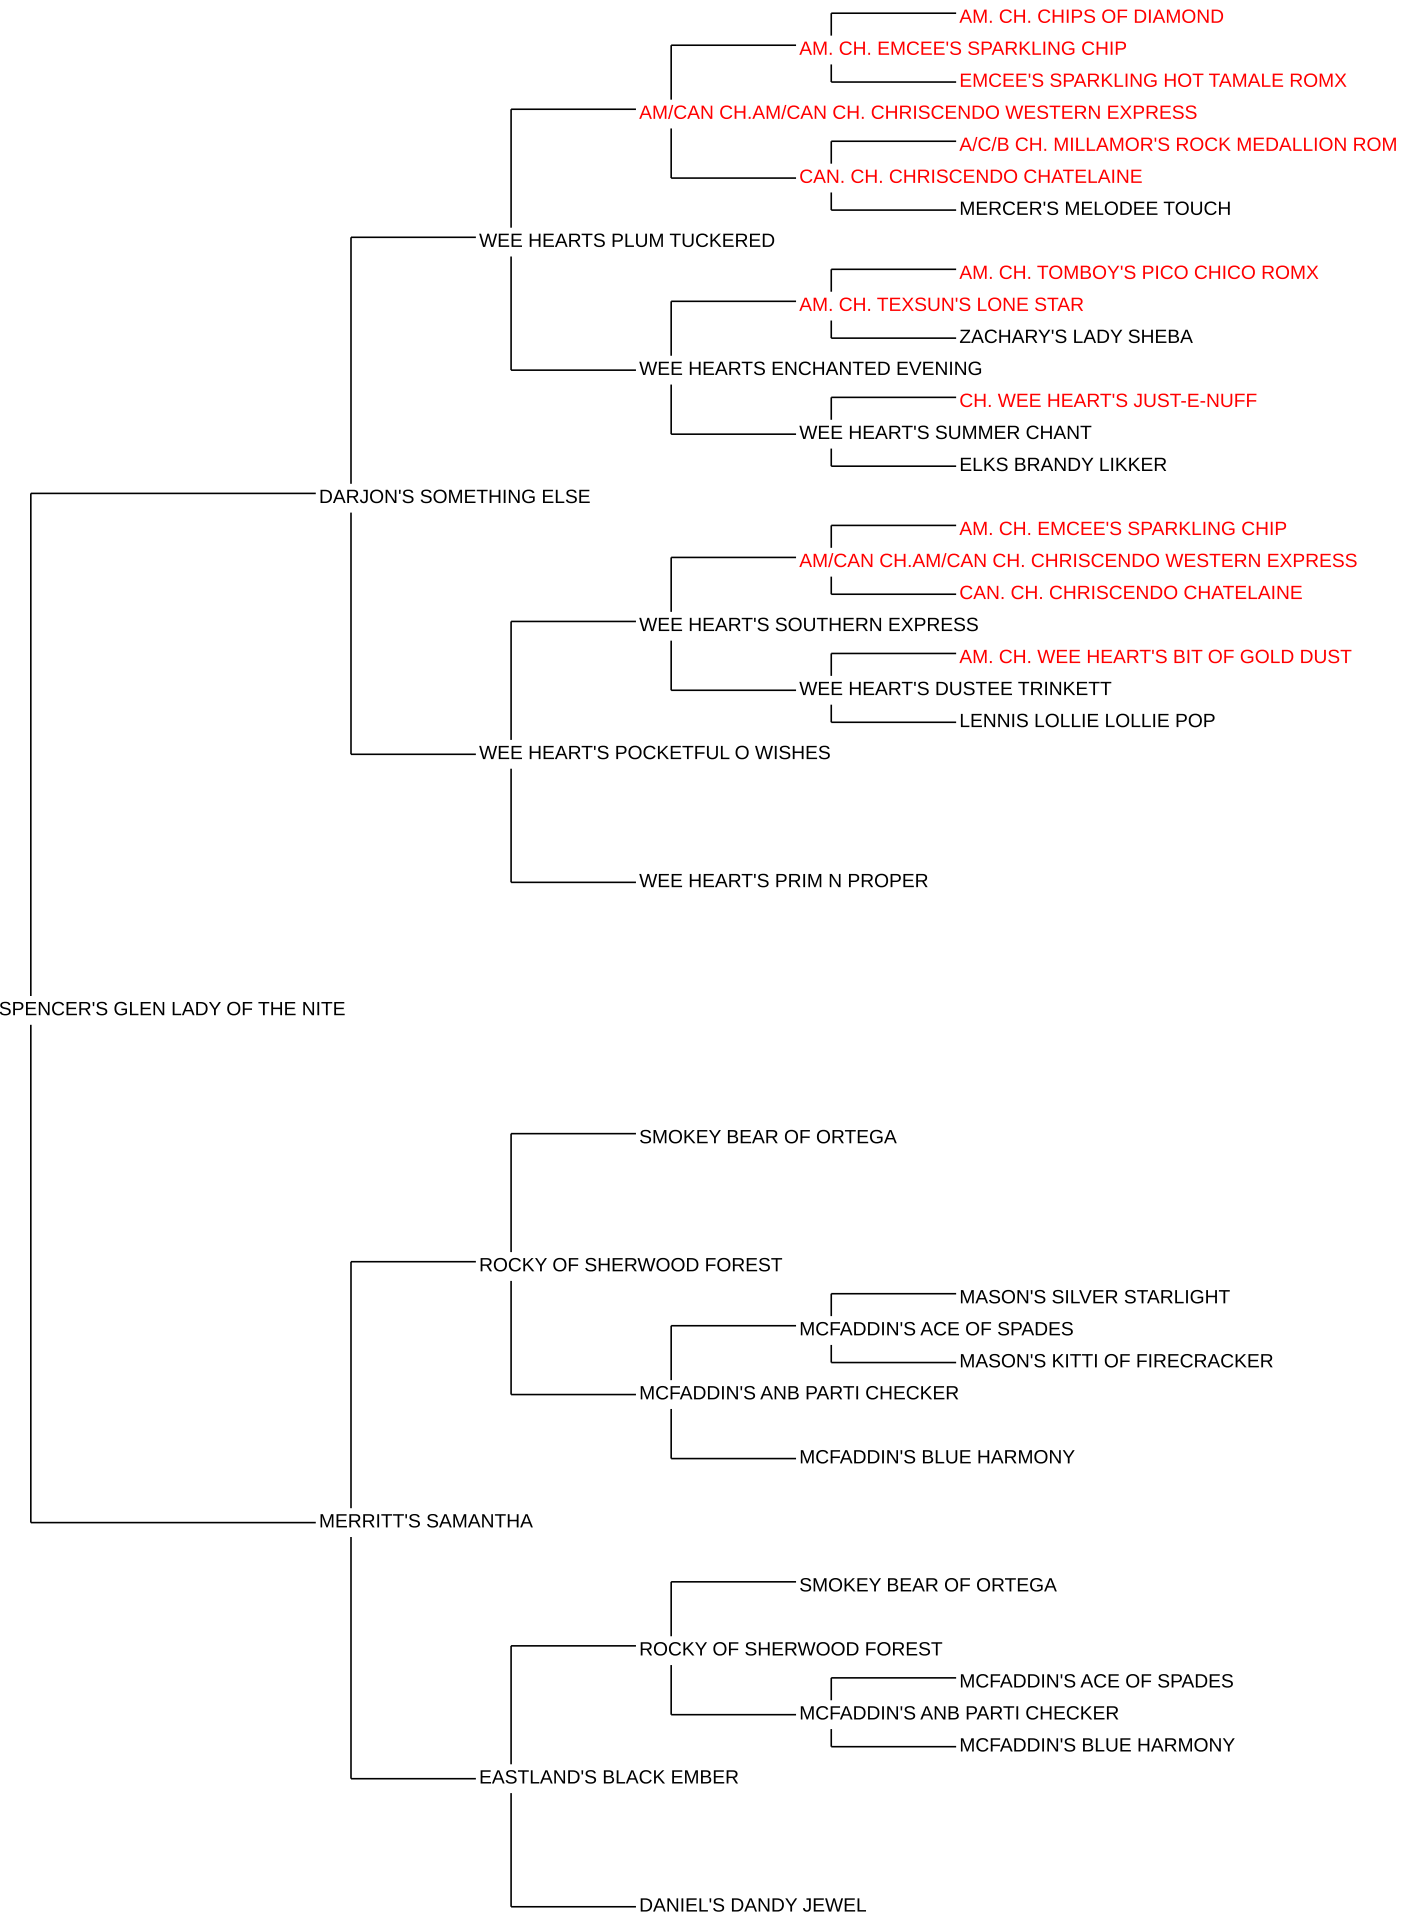 AM. CH. CHIPS OF DIAMOND
AM. CH. EMCEE'S SPARKLING CHIP
EMCEE'S SPARKLING HOT TAMALE ROMX
AM/CAN CH.AM/CAN CH. CHRISCENDO WESTERN EXPRESS
A/C/B CH. MILLAMOR'S ROCK MEDALLION ROM
CAN. CH. CHRISCENDO CHATELAINE
MERCER'S MELODEE TOUCH
WEE HEARTS PLUM TUCKERED
AM. CH. TOMBOY'S PICO CHICO ROMX
AM. CH. TEXSUN'S LONE STAR
ZACHARY'S LADY SHEBA
WEE HEARTS ENCHANTED EVENING
CH. WEE HEART'S JUST-E-NUFF
WEE HEART'S SUMMER CHANT
ELKS BRANDY LIKKER
DARJON'S SOMETHING ELSE
AM. CH. EMCEE'S SPARKLING CHIP
AM/CAN CH.AM/CAN CH. CHRISCENDO WESTERN EXPRESS
CAN. CH. CHRISCENDO CHATELAINE
WEE HEART'S SOUTHERN EXPRESS
AM. CH. WEE HEART'S BIT OF GOLD DUST
WEE HEART'S DUSTEE TRINKETT
LENNIS LOLLIE LOLLIE POP
WEE HEART'S POCKETFUL O WISHES
WEE HEART'S PRIM N PROPER
SPENCER'S GLEN LADY OF THE NITE
SMOKEY BEAR OF ORTEGA
ROCKY OF SHERWOOD FOREST
MASON'S SILVER STARLIGHT
MCFADDIN'S ACE OF SPADES
MASON'S KITTI OF FIRECRACKER
MCFADDIN'S ANB PARTI CHECKER
MCFADDIN'S BLUE HARMONY
MERRITT'S SAMANTHA
SMOKEY BEAR OF ORTEGA
ROCKY OF SHERWOOD FOREST
MCFADDIN'S ACE OF SPADES
MCFADDIN'S ANB PARTI CHECKER
MCFADDIN'S BLUE HARMONY
EASTLAND'S BLACK EMBER
DANIEL'S DANDY JEWEL